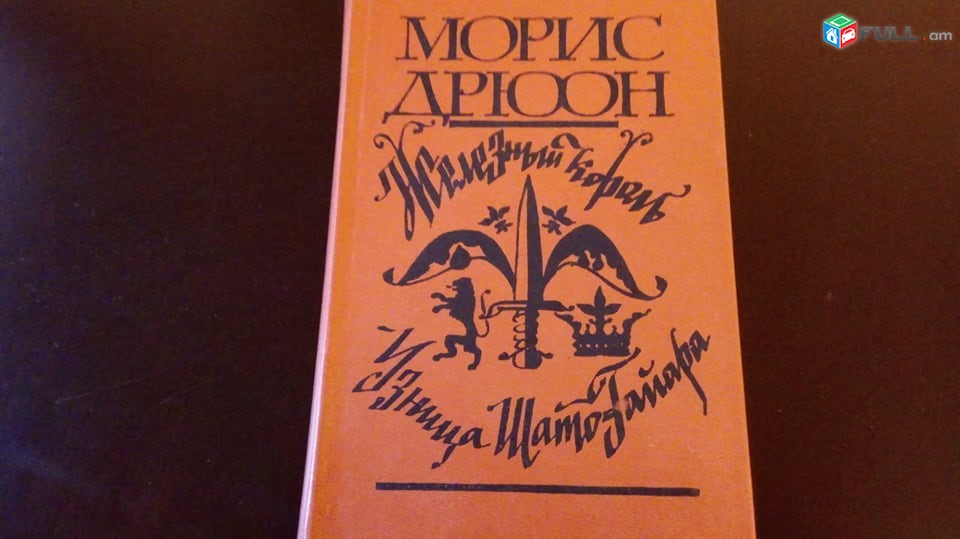 МОРИС
ДРЮОН
Железный король
Узница Шато-Гайара
FULL.am